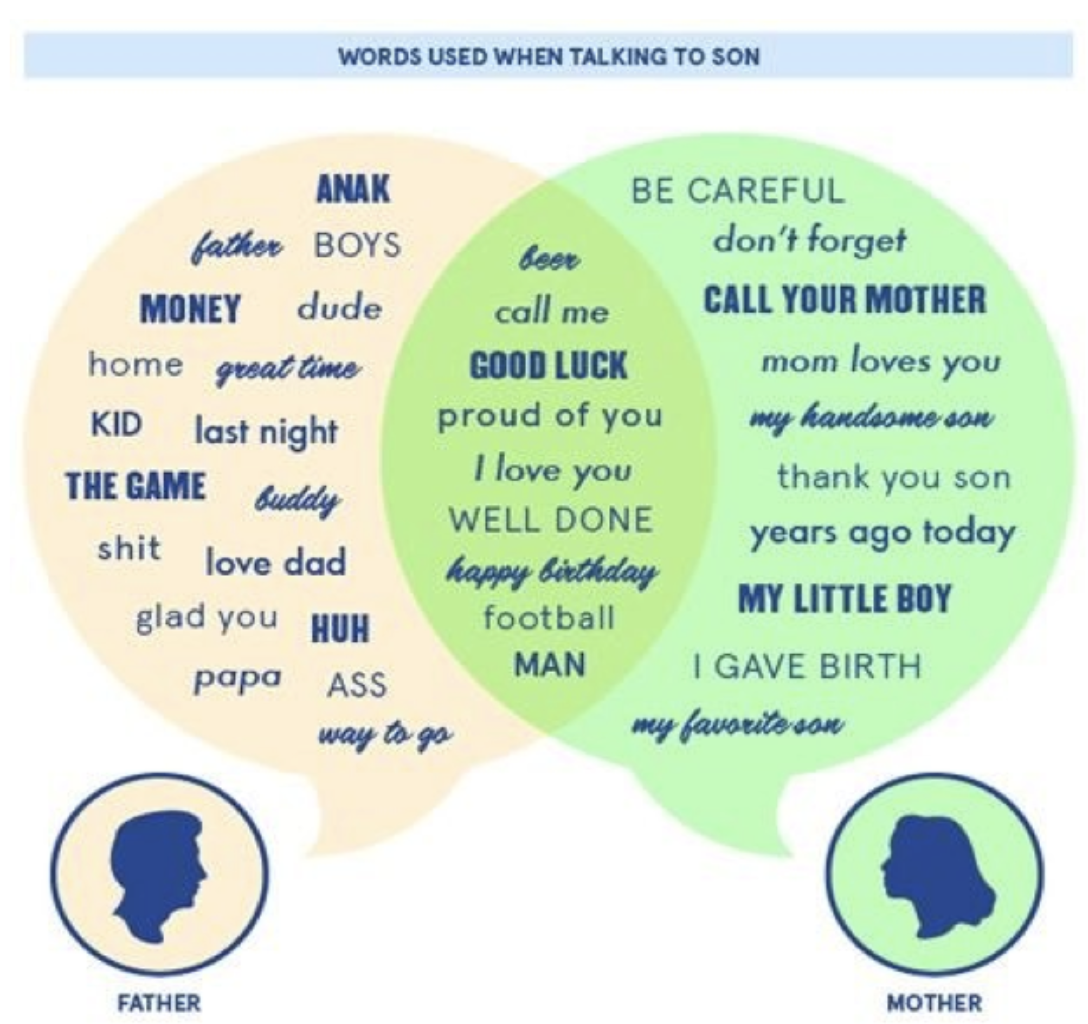 WORDS USED WHEN TALKING TO SON
ANAK
father BOYS
MONEY dude
home great time
KID last night
THE GAME buddy
shit love dad
glad you HUH
papa ASS
way to go
beer
call me
GOOD LUCK
proud of you
I love you
WELL DONE
happy birthday
football
MAN
BE CAREFUL
don't forget
CALL YOUR MOTHER
mom loves you
my handsome son
thank you son
years ago today
MY LITTLE BOY
I GAVE BIRTH
my favorite son
FATHER
MOTHER